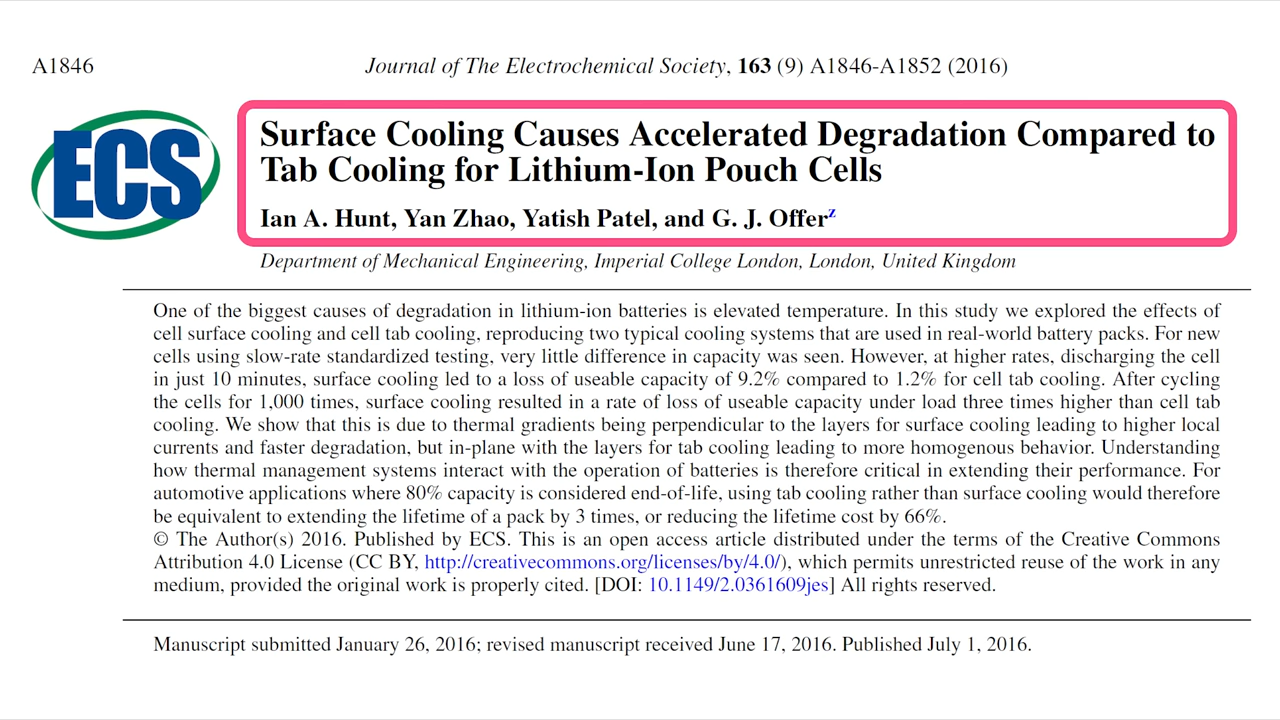 A1846
Journal of The Electrochemical Society, 163 (9) A1846-A1852 (2016)
ECS
Surface Cooling Causes Accelerated Degradation Compared to
Tab Cooling for Lithium-Ion Pouch Cells
Ian A. Hunt, Yan Zhao, Yatish Patel, and G. J. Offerᶻ
Department of Mechanical Engineering, Imperial College London, London, United Kingdom
One of the biggest causes of degradation in lithium-ion batteries is elevated temperature. In this study we explored the effects of
cell surface cooling and cell tab cooling, reproducing two typical cooling systems that are used in real-world battery packs. For new
cells using slow-rate standardized testing, very little difference in capacity was seen. However, at higher rates, discharging the cell
in just 10 minutes, surface cooling led to a loss of useable capacity of 9.2% compared to 1.2% for cell tab cooling. After cycling
the cells for 1,000 times, surface cooling resulted in a rate of loss of useable capacity under load three times higher than cell tab
cooling. We show that this is due to thermal gradients being perpendicular to the layers for surface cooling leading to higher local
currents and faster degradation, but in-plane with the layers for tab cooling leading to more homogenous behavior. Understanding
how thermal management systems interact with the operation of batteries is therefore critical in extending their performance. For
automotive applications where 80% capacity is considered end-of-life, using tab cooling rather than surface cooling would therefore
be equivalent to extending the lifetime of a pack by 3 times, or reducing the lifetime cost by 66%.
© The Author(s) 2016. Published by ECS. This is an open access article distributed under the terms of the Creative Commons
Attribution 4.0 License (CC BY, http://creativecommons.org/licenses/by/4.0/), which permits unrestricted reuse of the work in any
medium, provided the original work is properly cited. [DOI: 10.1149/2.0361609jes] All rights reserved.
Manuscript submitted January 26, 2016; revised manuscript received June 17, 2016. Published July 1, 2016.